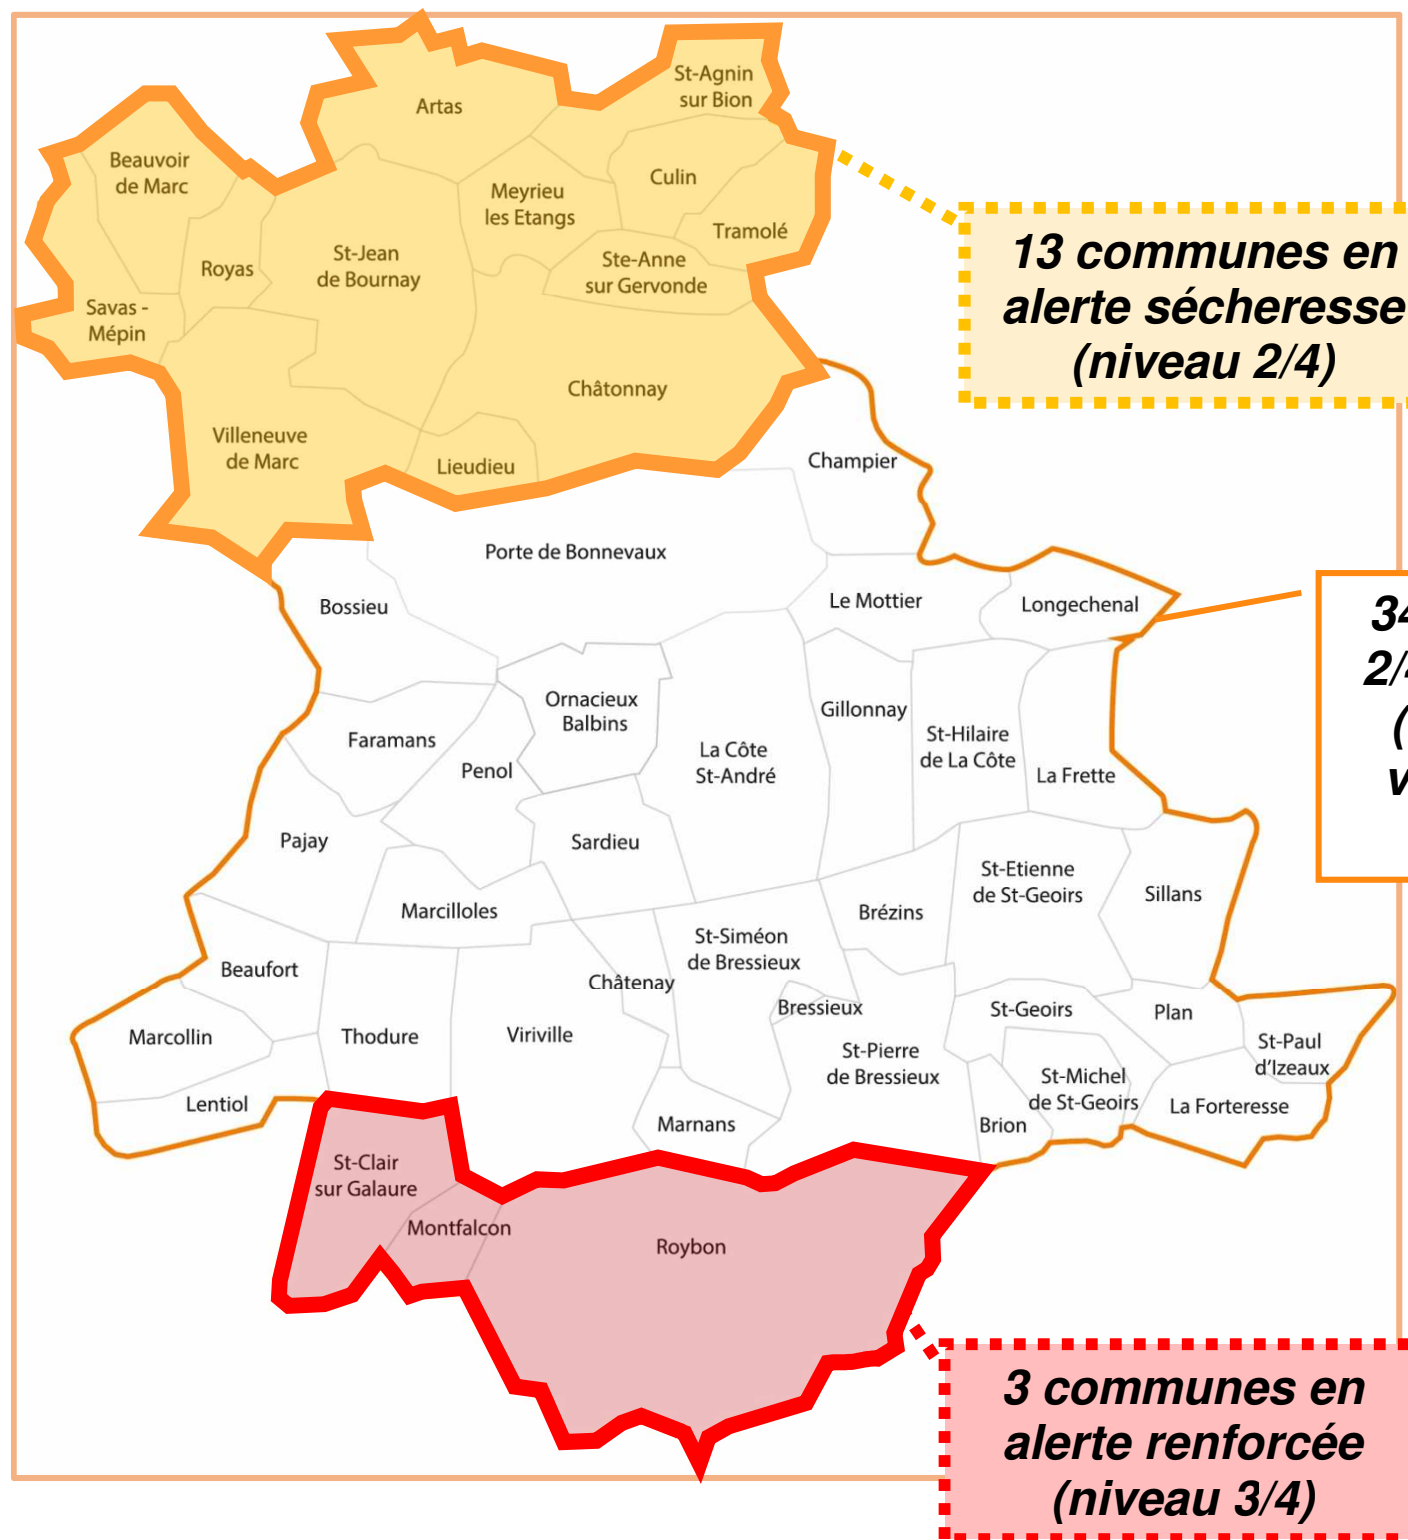 St-Agnin
sur Bion
Artas
Beauvoir
de Marc
Culin
Meyrieu
les Etangs
Tramolé
St-Jean
de Bournay
Royas
Ste-Anne
sur Gervonde
Savas -
Mépin
Châtonnay
Villeneuve
de Marc
Lieudieu
13 communes en
alerte sécheresse
(niveau 2/4)
Champier
Porte de Bonnevaux
Bossieu
Le Mottier
Longechenal
34
2/4
(
v
Ornacieux
Balbins
Gillonnay
Faramans
St-Hilaire
de La Côte
La Côte
St-André
Penol
La Frette
Pajay
Sardieu
St-Etienne
de St-Geoirs
Sillans
Marcilloles
Brézins
St-Siméon
de Bressieux
Beaufort
Châtenay
Bressieux
St-Geoirs
Plan
Marcollin
Thodure
Viriville
St-Pierre
de Bressieux
St-Paul
d'Izeaux
St-Michel
de St-Geoirs
Lentiol
La Forteresse
Marnans
Brion
St-Clair
sur Galaure
Montfalcon
Roybon
3 communes en
alerte renforcée
(niveau 3/4)